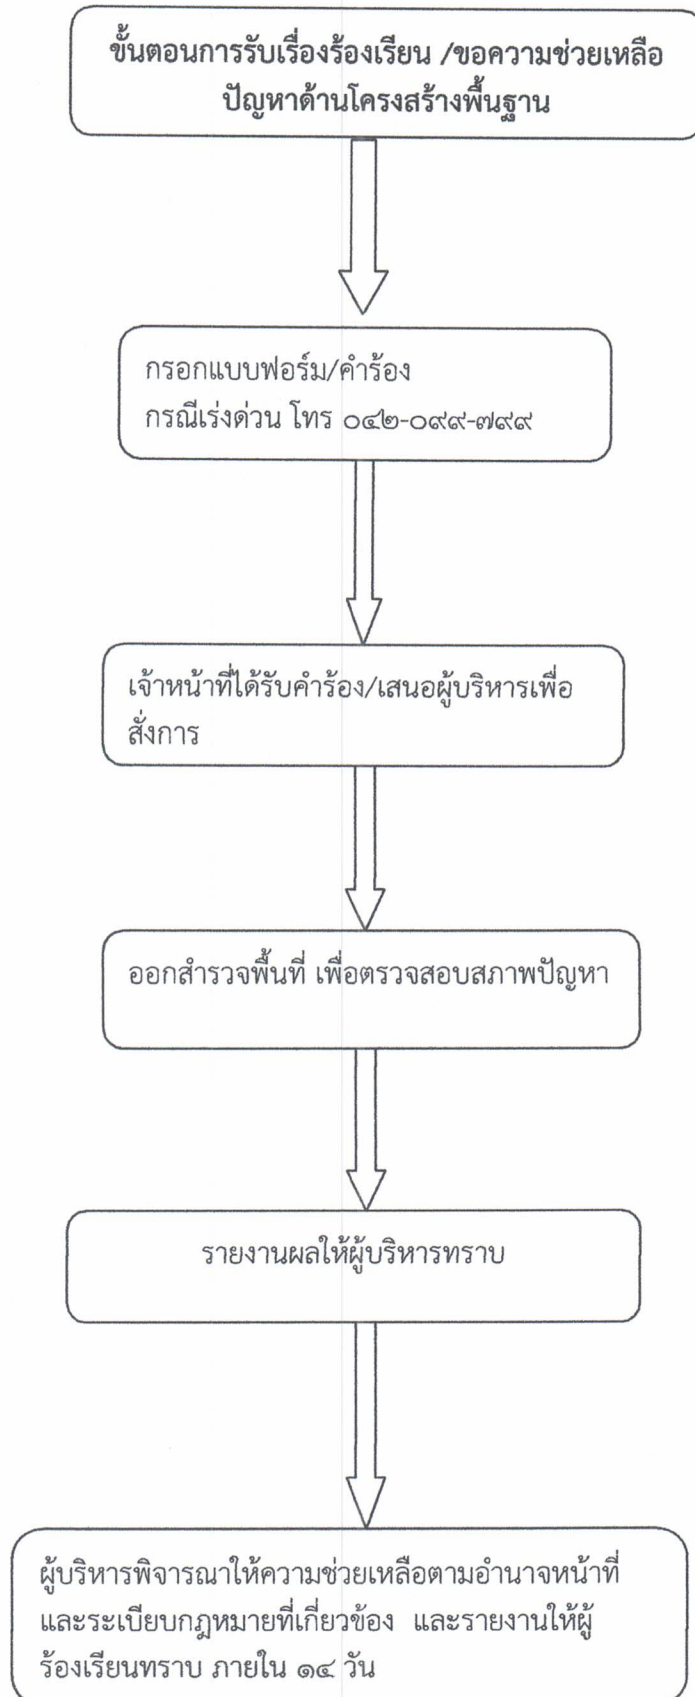 ขั้นตอนการรับเรื่องร้องเรียน /ขอความช่วยเหลือ
ปัญหาด้านโครงสร้างพื้นฐาน
กรอกแบบฟอร์ม/คำร้อง
กรณีเร่งด่วน โทร ๐๔๒-๐๙๙-๗๙๙
เจ้าหน้าที่ได้รับคำร้อง/เสนอผู้บริหารเพื่อ
สั่งการ
ออกสำรวจพื้นที่ เพื่อตรวจสอบสภาพปัญหา
รายงานผลให้ผู้บริหารทราบ
ผู้บริหารพิจารณาให้ความช่วยเหลือตามอำนาจหน้าที่
และระเบียบกฎหมายที่เกี่ยวข้อง และรายงานให้ผู้
ร้องเรียนทราบ ภายใน ๑๔ วัน